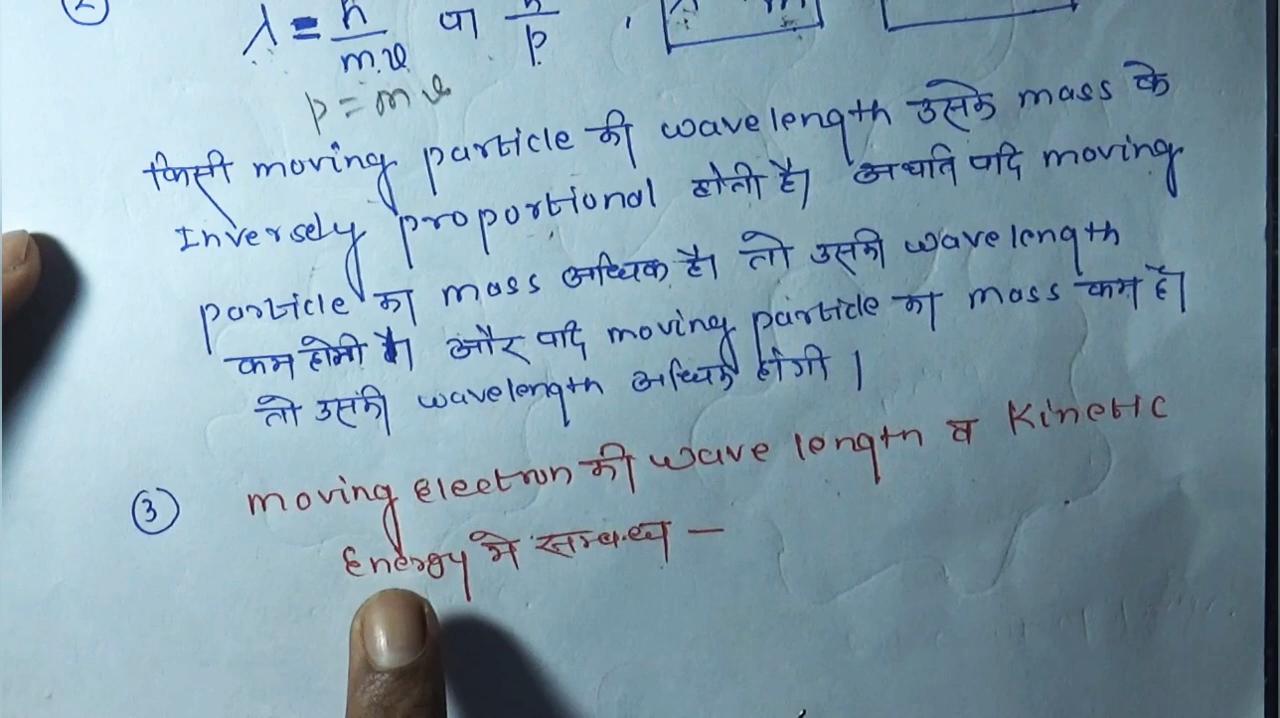 ②
λ = h/m.v या h/p ,
p = mv
किसी moving particle की wavelength उसके mass के
Inversely proportional होती है। अर्थात यदि moving
particle का mass अधिक है। तो उसकी wavelength
कम होगी है। और यदि moving particle का mass कम है।
तो उसकी wavelength अधिक होगी ।
③ moving Electron की wave length व Kinetic
Energy मे सम्बन्ध —